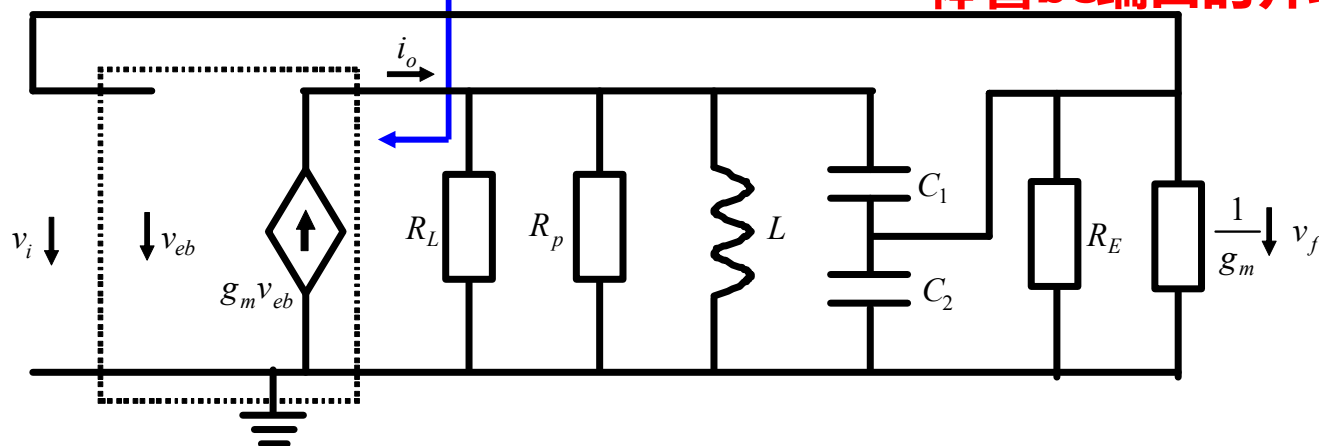 i_o
v_i
v_eb
g_m v_eb
R_L
R_p
L
C_1
C_2
R_E
1/g_m
v_f